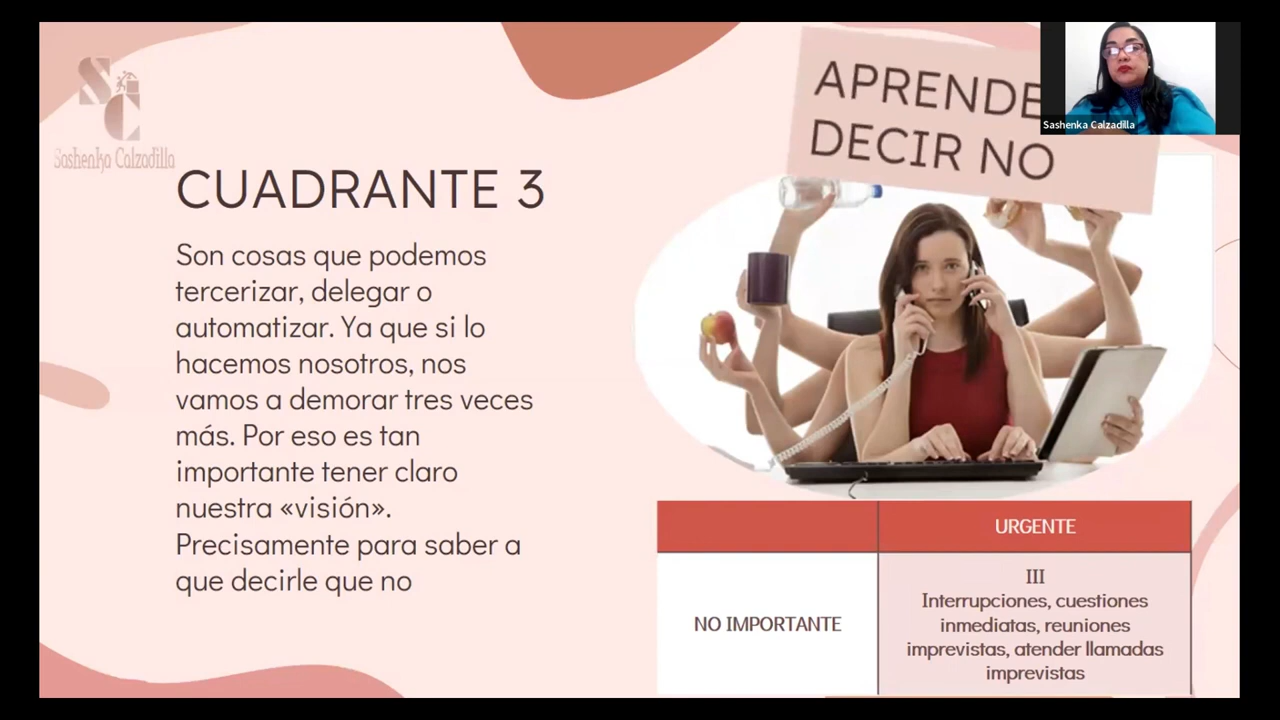 SC
Sashenka Calzadilla
CUADRANTE 3
Son cosas que podemos
tercerizar, delegar o
automatizar. Ya que si lo
hacemos nosotros, nos
vamos a demorar tres veces
más. Por eso es tan
importante tener claro
nuestra «visión».
Precisamente para saber a
que decirle que no
APRENDE
DECIR NO
Sashenka Calzadilla
URGENTE
NO IMPORTANTE
III
Interrupciones, cuestiones
inmediatas, reuniones
imprevistas, atender llamadas
imprevistas